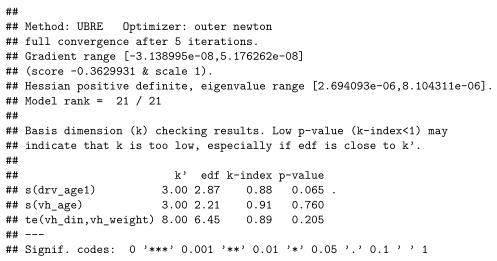 ##
## Method: UBRE   Optimizer: outer newton
## full convergence after 5 iterations.
## Gradient range [-3.138995e-08,5.176262e-08]
## (score -0.3629931 & scale 1).
## Hessian positive definite, eigenvalue range [2.694093e-06,8.104311e-06].
## Model rank =  21 / 21
##
## Basis dimension (k) checking results. Low p-value (k-index<1) may
## indicate that k is too low, especially if edf is close to k'.
##
##                        k'  edf k-index p-value
## s(drv_age1)          3.00 2.87    0.88   0.065 .
## s(vh_age)            3.00 2.21    0.91   0.760
## te(vh_din,vh_weight) 8.00 6.45    0.89   0.205
## ---
## Signif. codes:  0 '***' 0.001 '**' 0.01 '*' 0.05 '.' 0.1 ' ' 1